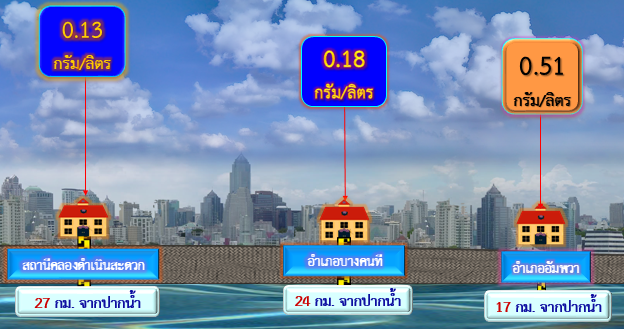 0.13
กรัม/ลิตร
0.18
กรัม/ลิตร
0.51
กรัม/ลิตร
สถานีคลองดำเนินสะดวก
อำเภอบางคนที
อำเภออัมพวา
27 กม. จากปากน้ำ
24 กม. จากปากน้ำ
17 กม. จากปากน้ำ